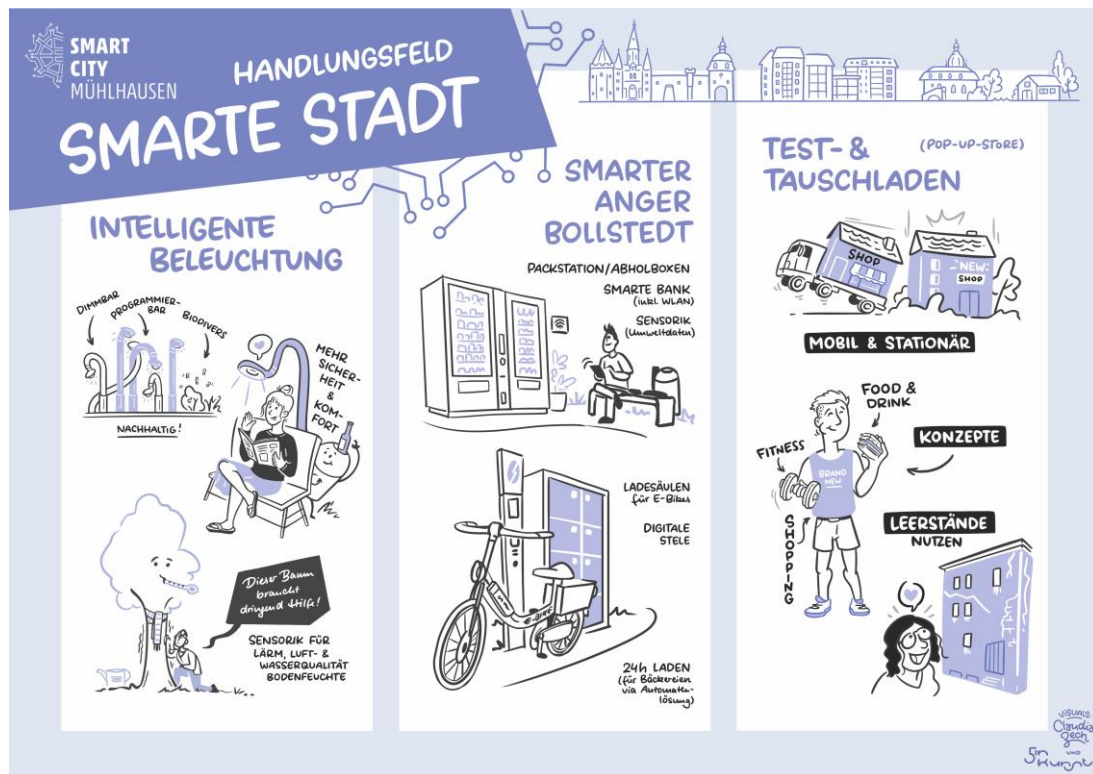 SMART
CITY
MÜHLHAUSEN
HANDLUNGSFELD
SMARTE STADT
INTELLIGENTE
BELEUCHTUNG
DIMMBAR
PROGRAMMIER-
BAR
BIODIVERS
NACHHALTIG!
MEHR
SICHER-
HEIT
&
KOM-
FORT
Dieser Baum
braucht
dringend Hilfe!
SENSORIK FÜR
LÄRM, LUFT- &
WASSERQUALITÄT
BODENFEUCHTE
SMARTER
ANGER
BOLLSTEDT
PACKSTATION/ABHOLBOXEN
SMARTE BANK
(inkl. WLAN)
SENSORIK
(Umweltdaten)
LADESÄULEN
für E-Bikes
DIGITALE
STELE
E-BIKE
24h LADEN
(für Bäckereien
via Automaten-
lösung)
TEST- &
TAUSCHLADEN
(POP-UP-STORE)
SHOP
NEW
SHOP
MOBIL & STATIONÄR
FOOD &
DRINK
FITNESS
BRAND
NEW
SHOPPING
KONZEPTE
LEERSTÄNDE
NUTZEN
VISUALS:
Claudia
Zech
UND